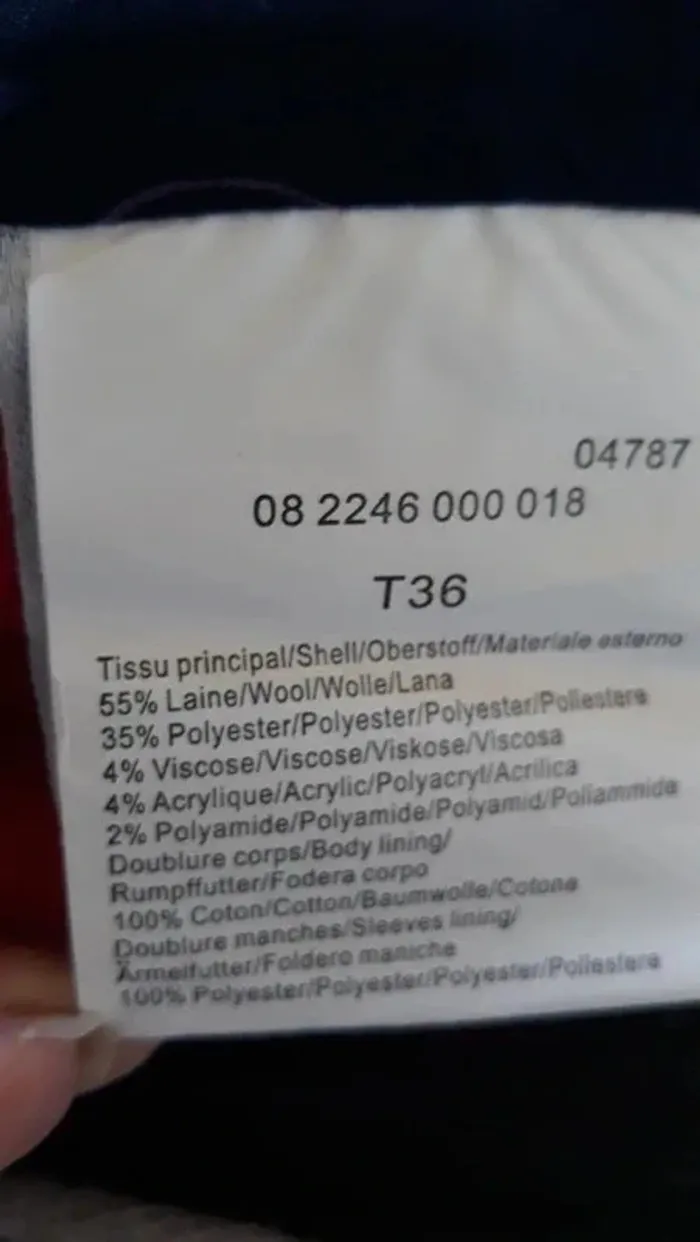 04787
08 2246 000 018
T36
Tissu principal/Shell/Oberstoff/Materiale esterno
55% Laine/Wool/Wolle/Lana
35% Polyester/Polyester/Polyester/Poliestere
4% Viscose/Viscose/Viskose/Viscosa
4% Acrylique/Acrylic/Polyacryl/Acrilica
2% Polyamide/Polyamide/Polyamid/Poliammide
Doublure corps/Body lining/
Rumpffutter/Fodera corpo
100% Coton/Cotton/Baumwolle/Cotone
Doublure manches/Sleeves lining/
Ärmelfutter/Foldero maniche
100% Polyester/Polyester/Polyester/Poliestere